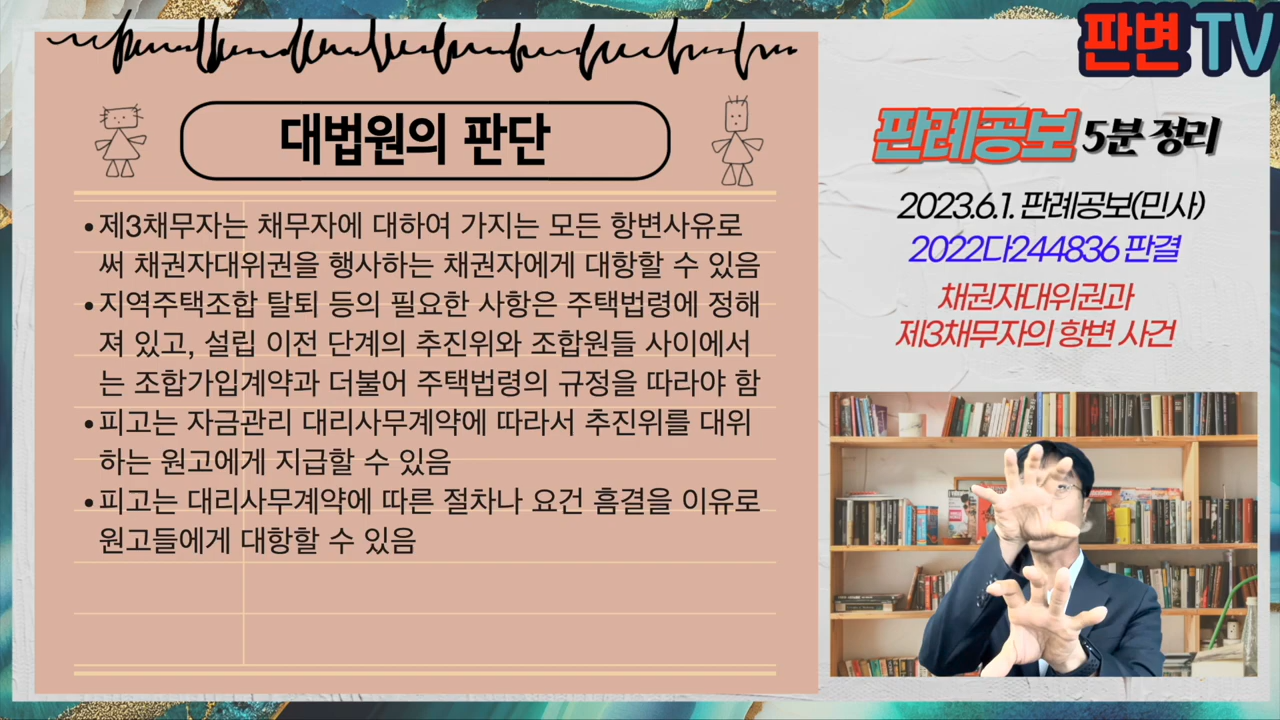 판변 TV
대법원의 판단
• 제3채무자는 채무자에 대하여 가지는 모든 항변사유로
써 채권자대위권을 행사하는 채권자에게 대항할 수 있음
• 지역주택조합 탈퇴 등의 필요한 사항은 주택법령에 정해
져 있고, 설립 이전 단계의 추진위와 조합원들 사이에서
는 조합가입계약과 더불어 주택법령의 규정을 따라야 함
• 피고는 자금관리 대리사무계약에 따라서 추진위를 대위
하는 원고에게 지급할 수 있음
• 피고는 대리사무계약에 따른 절차나 요건 흠결을 이유로
원고들에게 대항할 수 있음
판례공보 5분 정리
2023.6.1. 판례공보(민사)
2022다244836 판결
채권자대위권과
제3채무자의 항변 사건